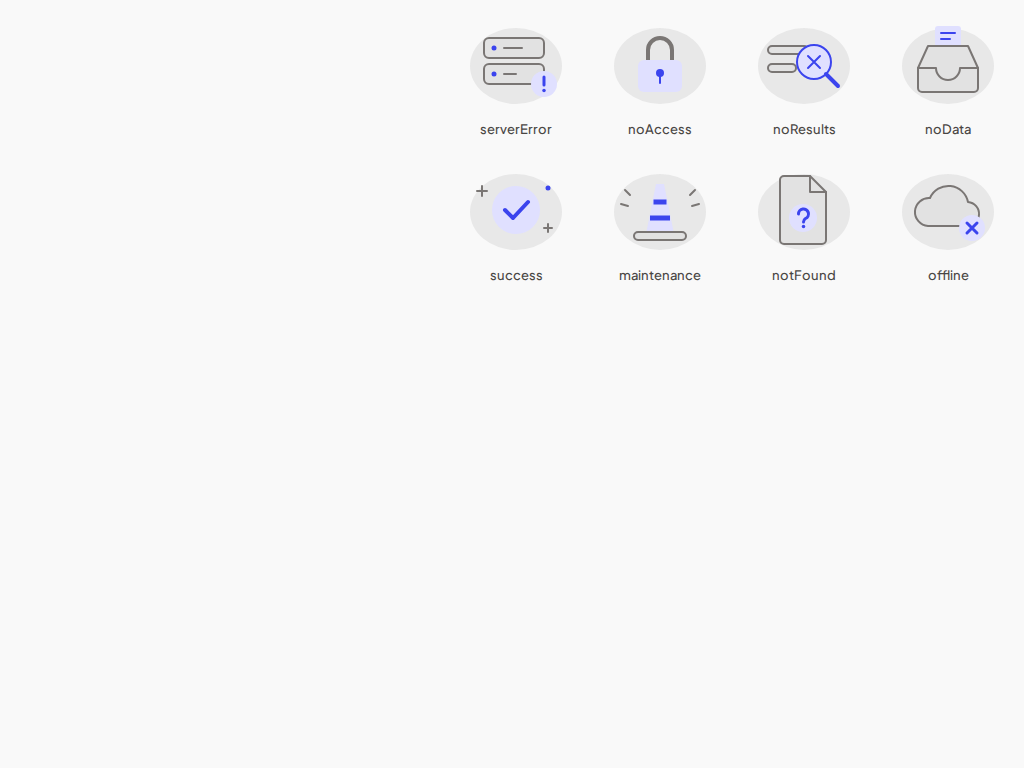 serverError
noAccess
noResults
noData
success
maintenance
notFound
offline